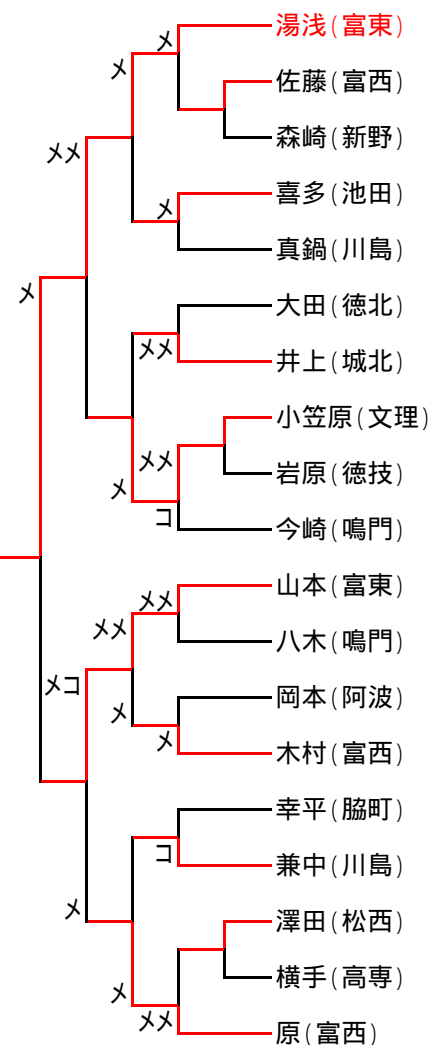 メ
湯浅(富東)
メ
佐藤(富西)
メメ
森崎(新野)
メ
喜多(池田)
真鍋(川島)
メ
大田(徳北)
メメ
井上(城北)
小笠原(文理)
メメ
岩原(徳技)
メ
コ
今崎(鳴門)
メメ
山本(富東)
メメ
八木(鳴門)
メコ
岡本(阿波)
メ
メ
木村(富西)
幸平(脇町)
コ
兼中(川島)
メ
澤田(松西)
横手(高専)
メ
メメ
原(富西)